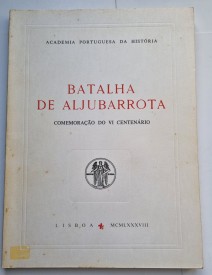 ACADEMIA PORTUGUESA DA HISTÓRIA
BATALHA
DE ALJUBARROTA
COMEMORAÇÃO DO VI CENTENÁRIO
LISBOA MCMLXXXVIII